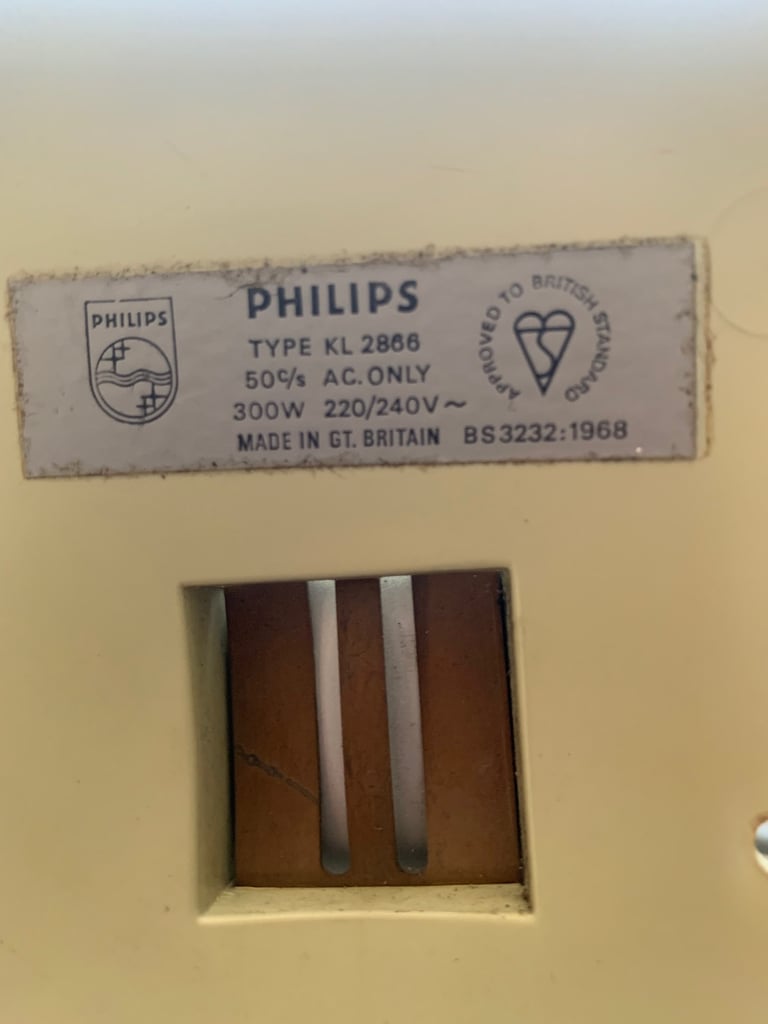 PHILIPS
PHILIPS
TYPE KL 2866
50c/s AC. ONLY
300W 220/240V~
MADE IN GT. BRITAIN
APPROVED TO BRITISH STANDARD
BS3232:1968